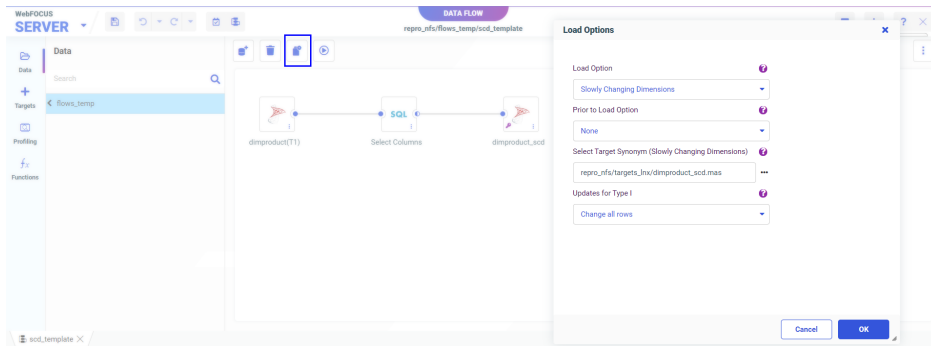 WebFOCUS
SERVER
DATA FLOW
repro_nfs/flows_temp/scd_template
Data
Targets
Profiling
fx
Functions
Data
Search
flows_temp
SQL
dimproduct(T1)
Select Columns
dimproduct_scd
scd_template
Load Options
Load Option
Slowly Changing Dimensions
Prior to Load Option
None
Select Target Synonym (Slowly Changing Dimensions)
repro_nfs/targets_lnx/dimproduct_scd.mas
Updates for Type I
Change all rows
Cancel
OK